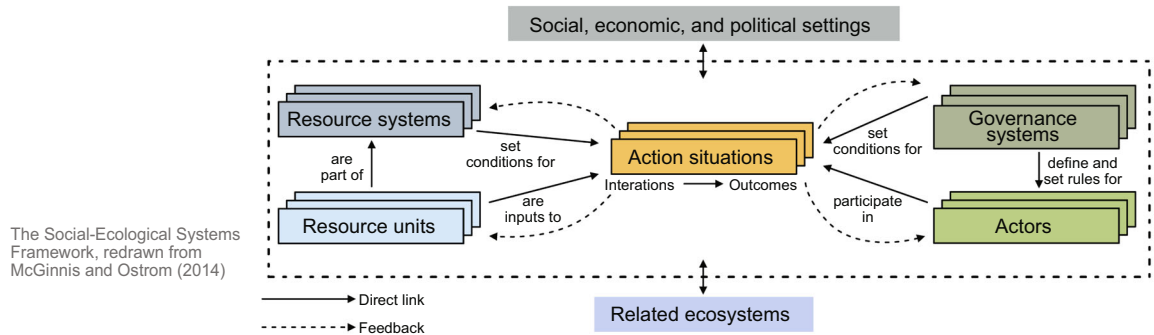 Social, economic, and political settings
Resource systems
Governance
systems
set
conditions for
set
conditions for
Action situations
are
part of
define and
set rules for
Interations
Outcomes
are
inputs to
participate
in
Resource units
Actors
The Social-Ecological Systems
Framework, redrawn from
McGinnis and Ostrom (2014)
Direct link
Feedback
Related ecosystems